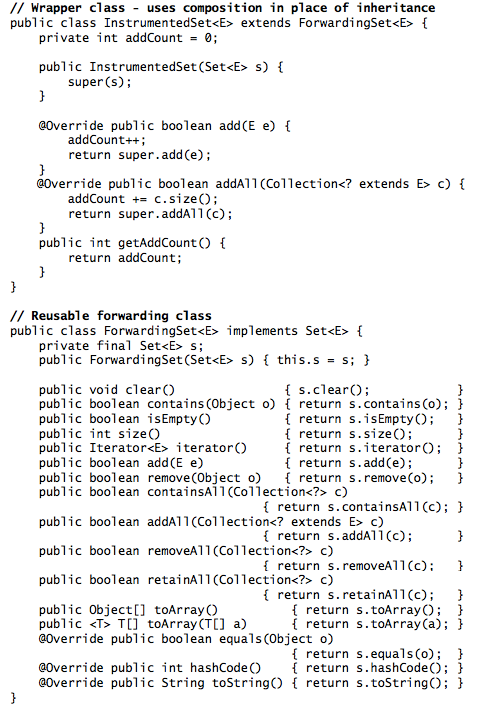 // Wrapper class - uses composition in place of inheritance
public class InstrumentedSet<E> extends ForwardingSet<E> {
    private int addCount = 0;

    public InstrumentedSet(Set<E> s) {
        super(s);
    }

    @Override public boolean add(E e) {
        addCount++;
        return super.add(e);
    }
    @Override public boolean addAll(Collection<? extends E> c) {
        addCount += c.size();
        return super.addAll(c);
    }
    public int getAddCount() {
        return addCount;
    }
}

// Reusable forwarding class
public class ForwardingSet<E> implements Set<E> {
    private final Set<E> s;
    public ForwardingSet(Set<E> s) { this.s = s; }

    public void clear()               { s.clear();            }
    public boolean contains(Object o) { return s.contains(o); }
    public boolean isEmpty()          { return s.isEmpty();   }
    public int size()                 { return s.size();      }
    public Iterator<E> iterator()     { return s.iterator();  }
    public boolean add(E e)           { return s.add(e);      }
    public boolean remove(Object o)   { return s.remove(o);   }
    public boolean containsAll(Collection<?> c)
                                   { return s.containsAll(c); }
    public boolean addAll(Collection<? extends E> c)
                                   { return s.addAll(c);      }
    public boolean removeAll(Collection<?> c)
                                   { return s.removeAll(c);   }
    public boolean retainAll(Collection<?> c)
                                   { return s.retainAll(c);   }
    public Object[] toArray()          { return s.toArray();  }
    public <T> T[] toArray(T[] a)      { return s.toArray(a); }
    @Override public boolean equals(Object o)
                                       { return s.equals(o);  }
    @Override public int hashCode()    { return s.hashCode(); }
    @Override public String toString() { return s.toString(); }
}